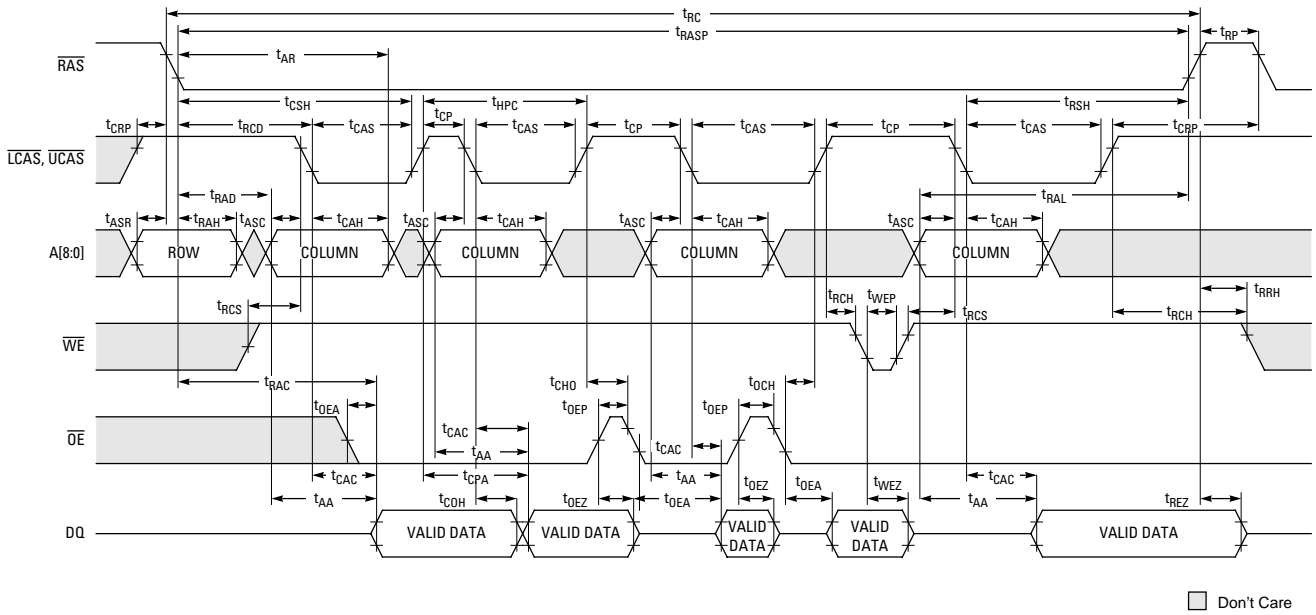 tRC
tRASP
tAR
tRP
RAS
tCSH
tHPC
tRSH
tCRP
tRCD
tCAS
tCP
tCAS
tCP
tCAS
tCP
tCAS
tCRP
LCAS, UCAS
tRAD
tRAL
tASR
tRAH
tASC
tCAH
tASC
tCAH
tASC
tCAH
tASC
tCAH
A[8:0]
ROW
COLUMN
COLUMN
COLUMN
COLUMN
tRCS
tRCH
tWEP
tRCS
tRCH
tRRH
WE
tRAC
tCHO
tOCH
tOEA
tOEP
tOEP
OE
tCAC
tCAC
tAA
tAA
tCAC
tCPA
tCAC
tAA
tCOH
tOEZ
tOEA
tOEZ
tOEA
tWEZ
tAA
tREZ
DQ
VALID DATA
VALID DATA
VALID DATA
VALID DATA
VALID DATA
Don't Care